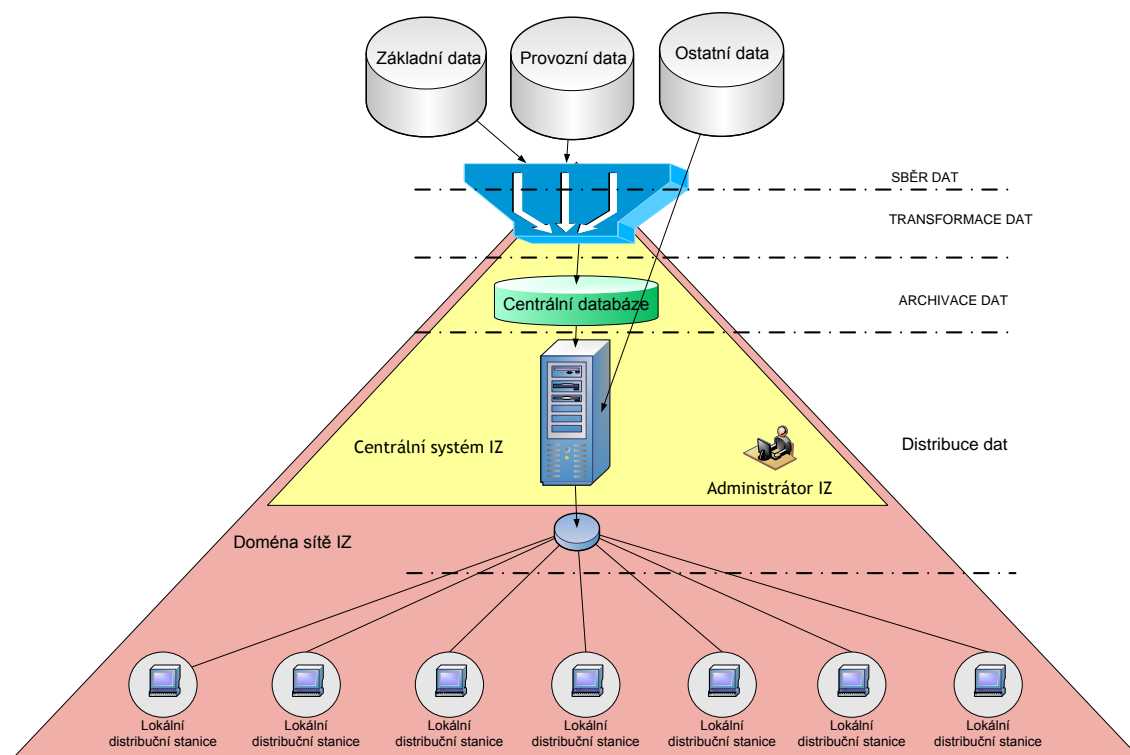 Základní data
Provozní data
Ostatní data
SBĚR DAT
TRANSFORMACE DAT
Centrální databáze
ARCHIVACE DAT
Centrální systém IZ
Administrátor IZ
Distribuce dat
Doména sítě IZ
Lokální
distribuční stanice
Lokální
distribuční stanice
Lokální
distribuční stanice
Lokální
distribuční stanice
Lokální
distribuční stanice
Lokální
distribuční stanice
Lokální
distribuční stanice